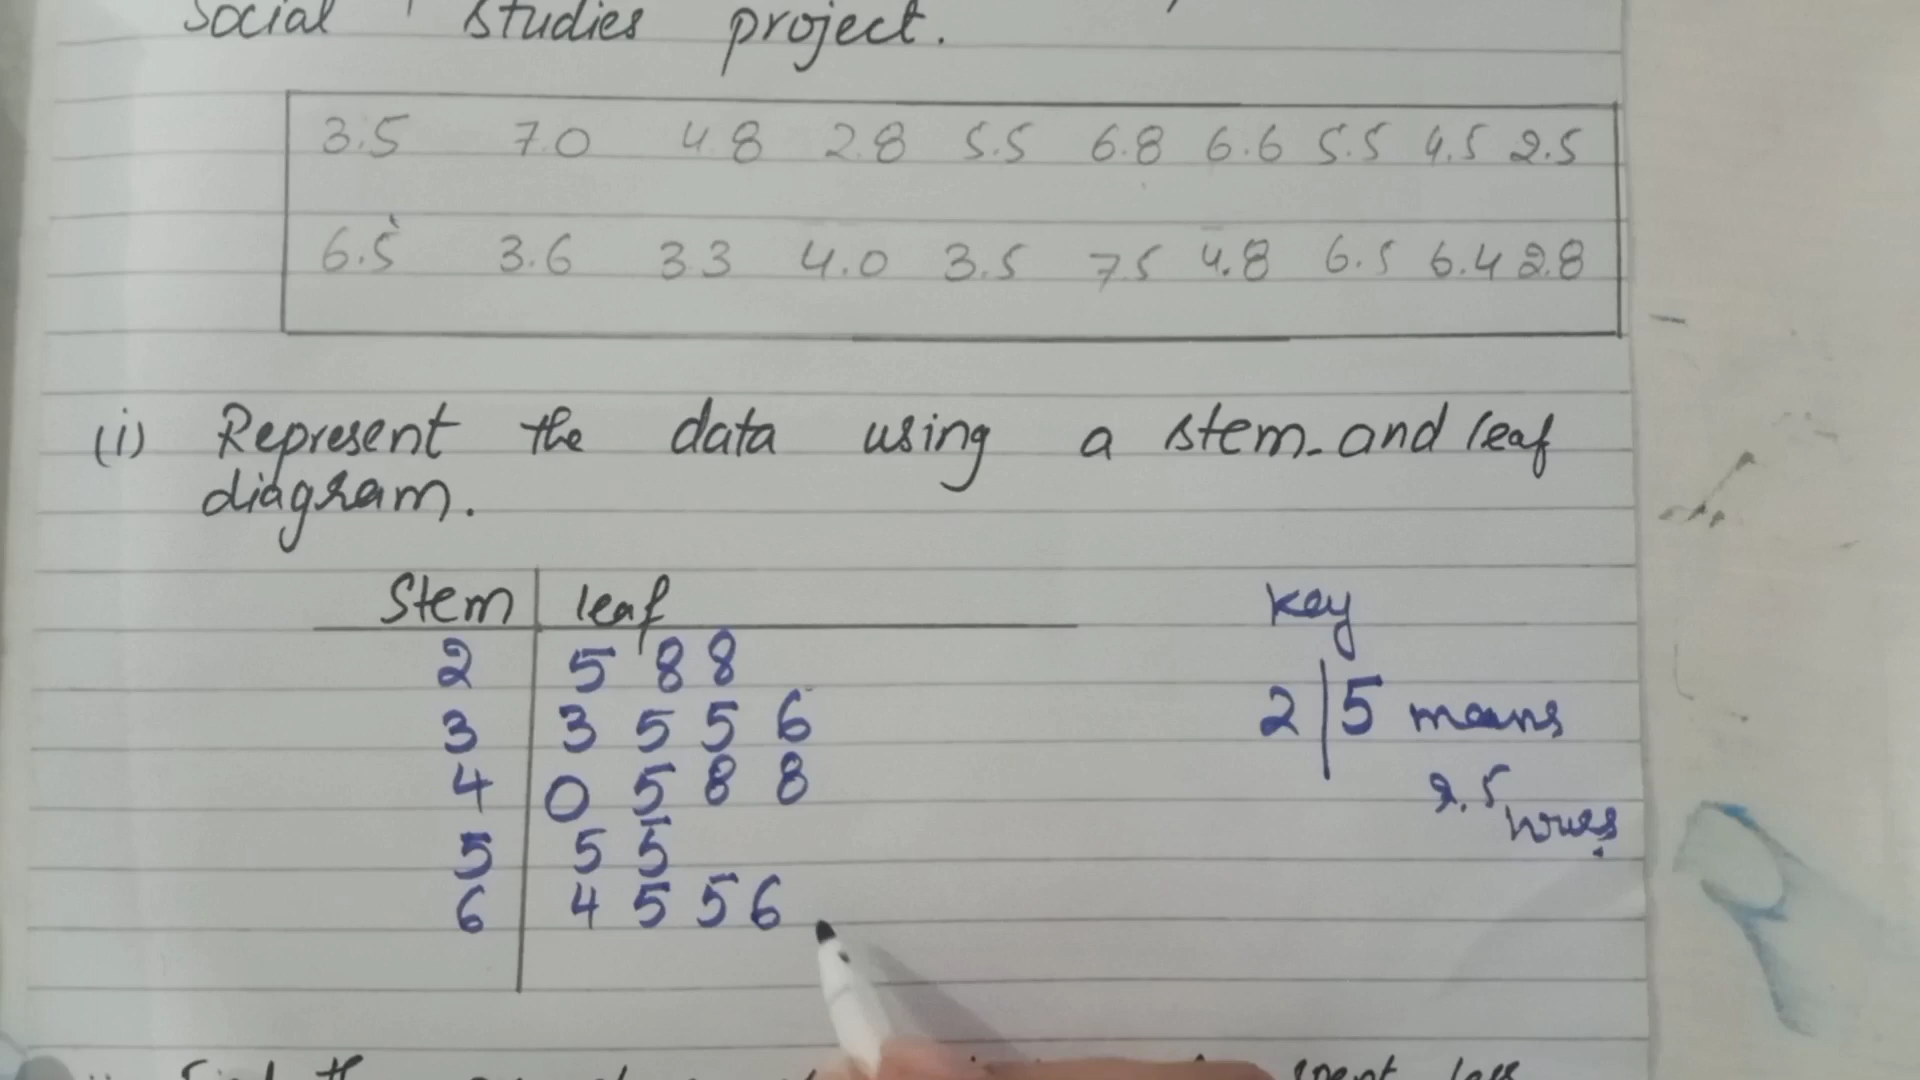 Social studies project.
3.5 7.0 4.8 2.8 5.5 6.8 6.6 5.5 4.5 2.5
6.5 3.6 3.3 4.0 3.5 7.5 4.8 6.5 6.4 2.8
(i) Represent the data using a stem-and leaf
diagram.
Stem leaf key
2 5 8 8
3 3 5 5 6 2|5 means
4 0 5 8 8 2.5 hours
5 5 5
6 4 5 5 6
spent less